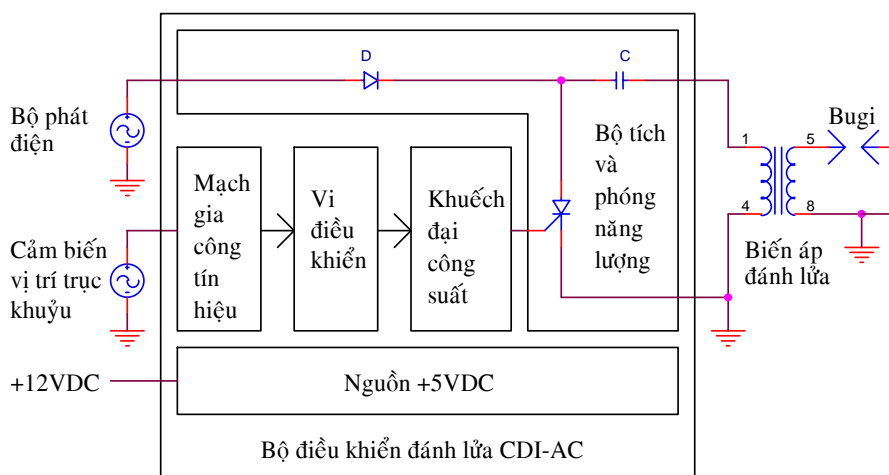 D
C
Bộ phát
điện
Bộ tích
và
phóng
năng
lượng
1
4
5
8
Bugi
Biến áp
đánh lửa
Mạch
gia
công
tín
hiệu
Vi
điều
khiển
Khuếch
đại
công
suất
Cảm biến
vị trí trục
khuỷu
+12VDC
Nguồn +5VDC
Bộ điều khiển đánh lửa CDI-AC